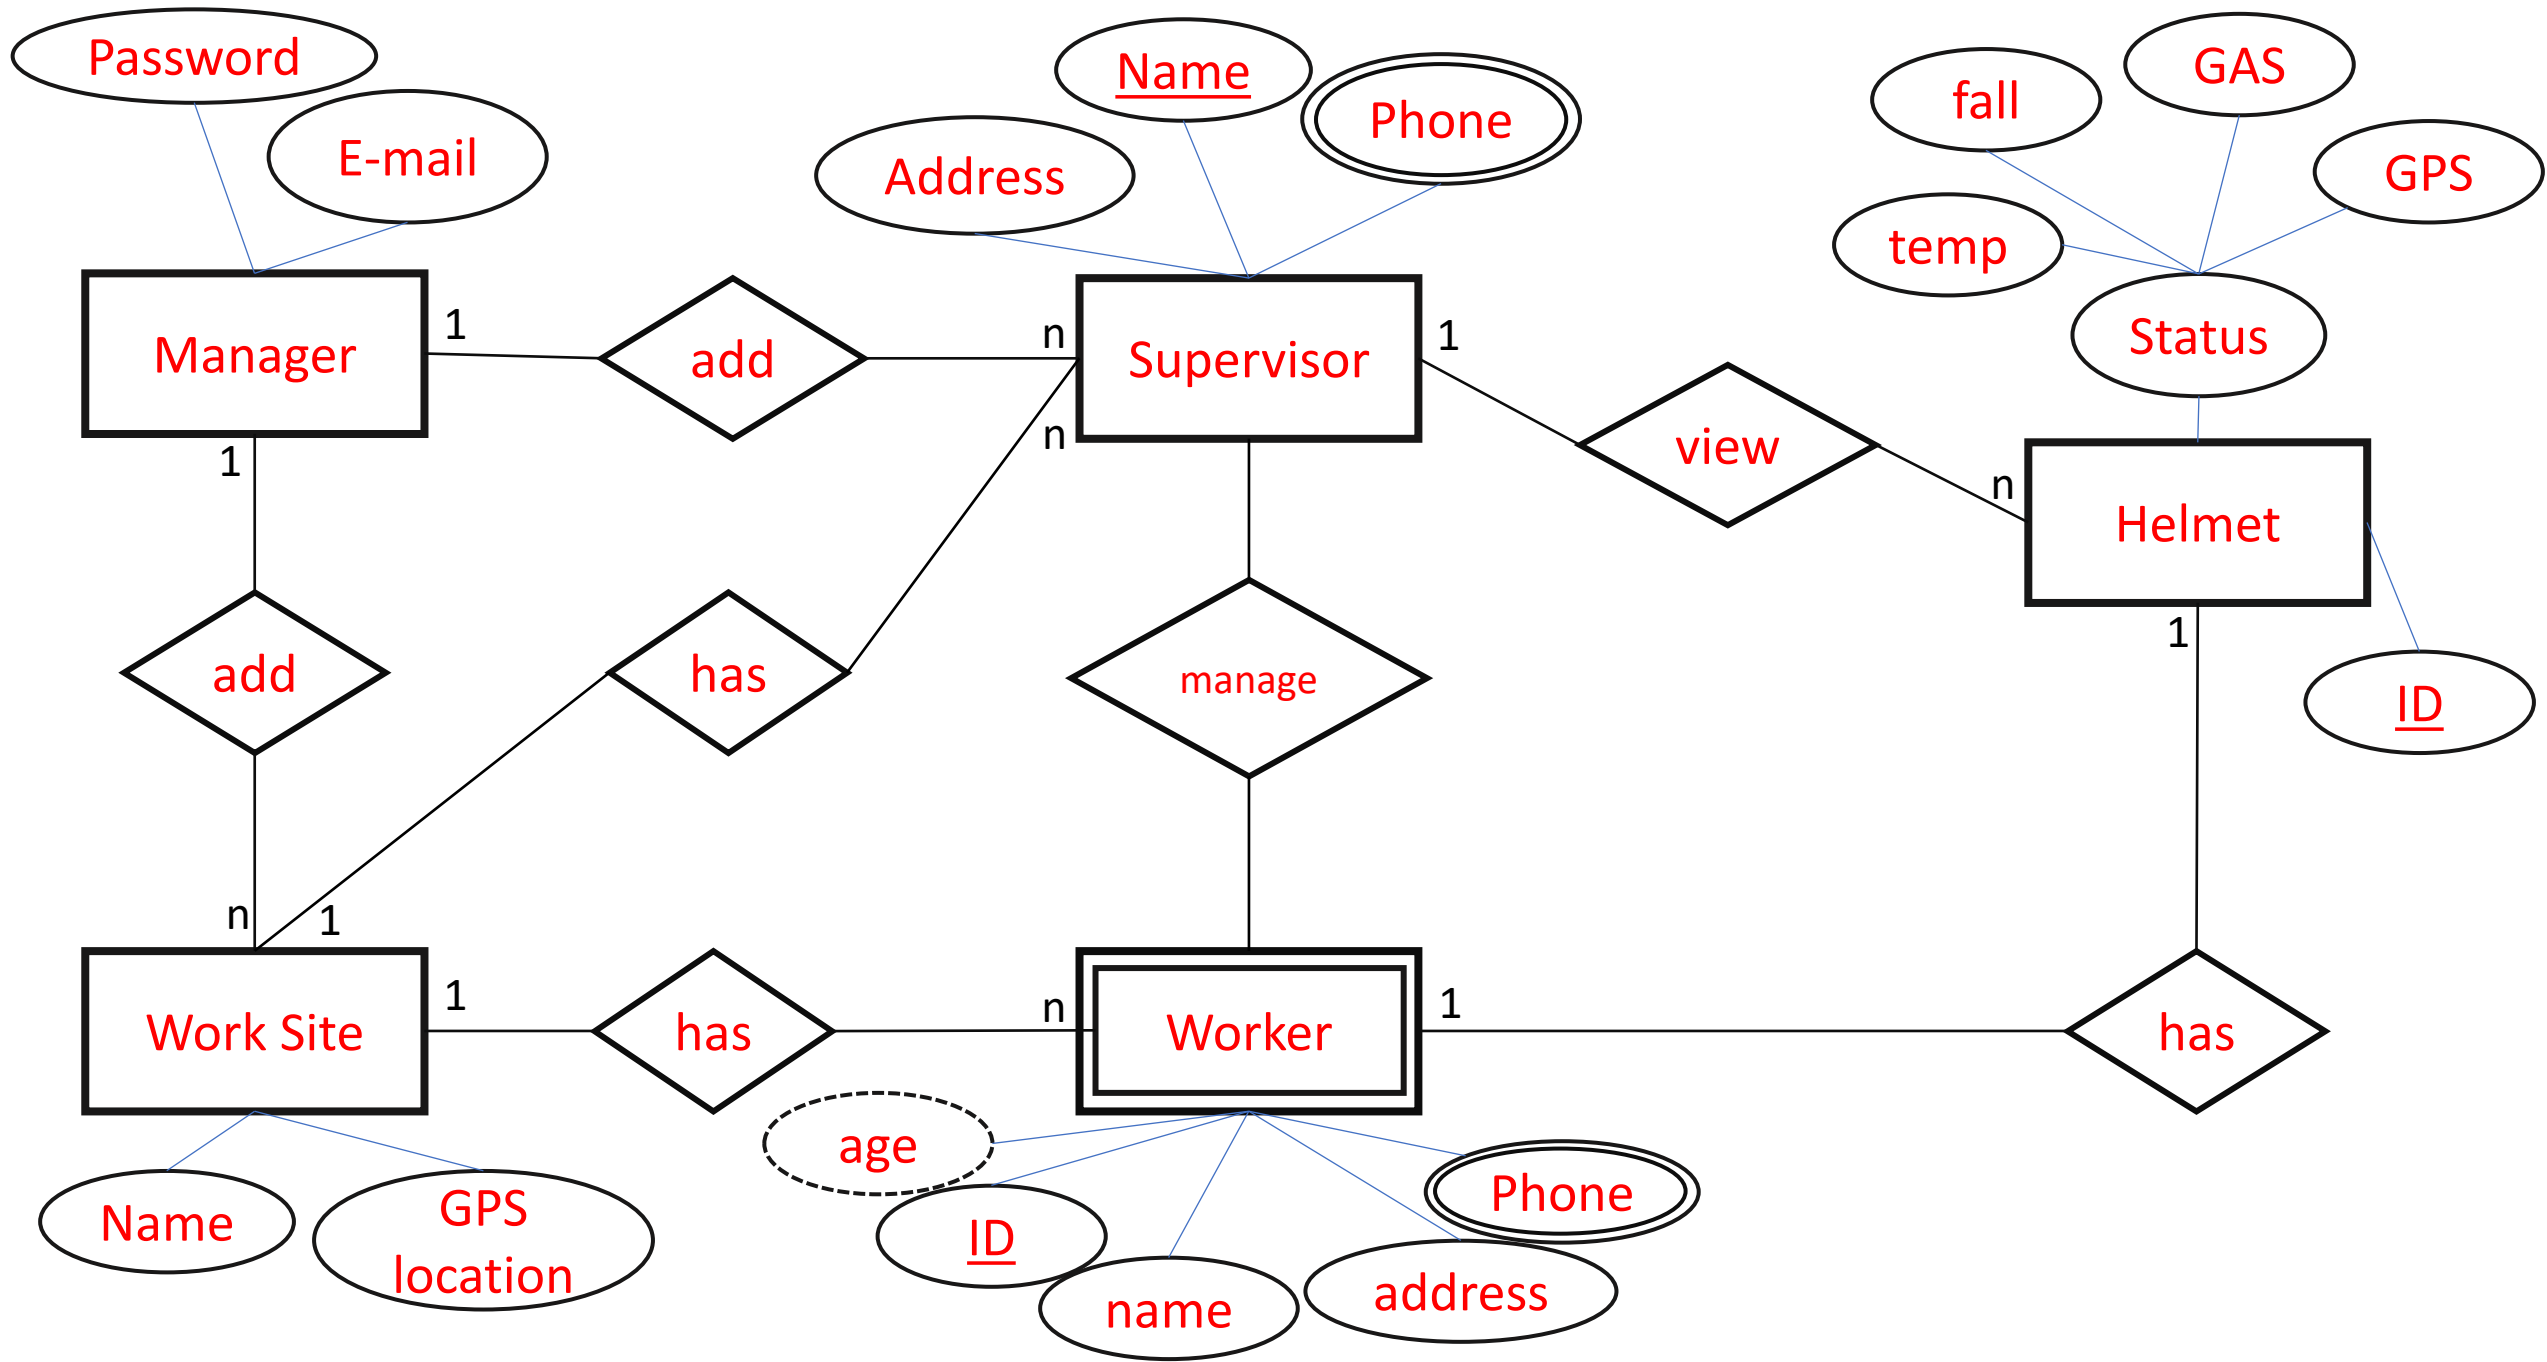 Password
E-mail
Name
Phone
Address
fall
GAS
GPS
temp
Status
Manager
1
add
n
Supervisor
1
view
n
Helmet
1
n
1
ID
add
has
manage
n
1
Work Site
1
has
n
Worker
1
has
age
ID
name
address
Phone
Name
GPS
location